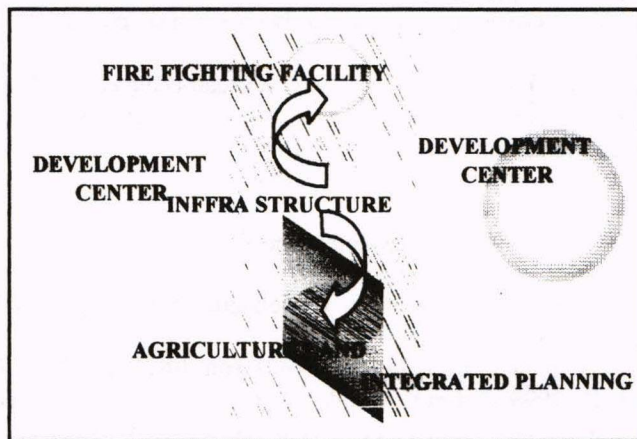 FIRE FIGHTING FACILITY
DEVELOPMENT
CENTER
DEVELOPMENT
CENTER
INFFRA STRUCTURE
AGRICULTURE LAND
INTEGRATED PLANNING